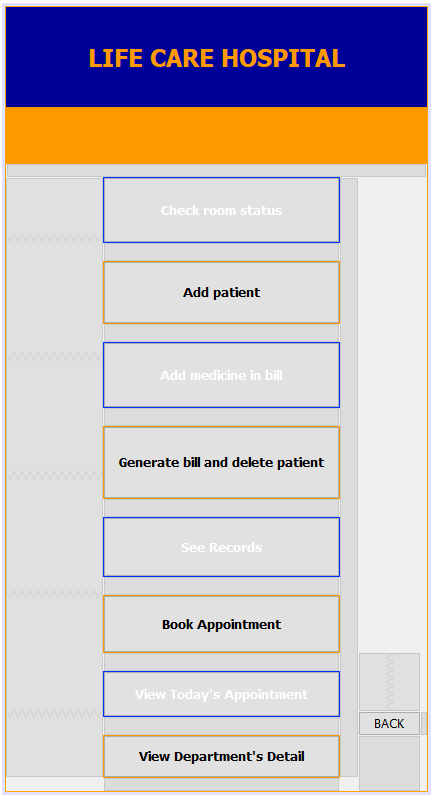 LIFE CARE HOSPITAL
Check room status
Add patient
Add medicine in bill
Generate bill and delete patient
See Records
Book Appointment
View Today's Appointment
BACK
View Department's Detail